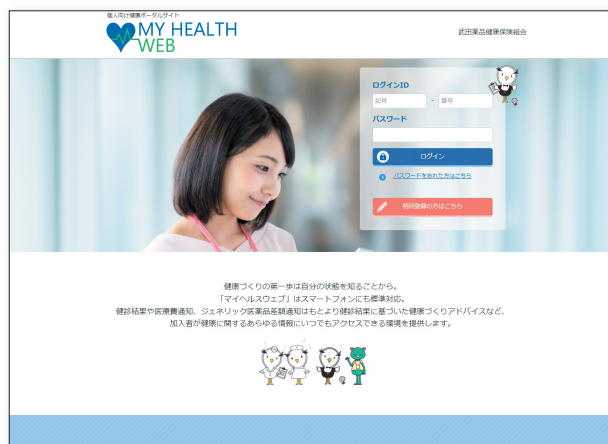 個人向け健康ポータルサイト
MY HEALTH
WEB
武田薬品健康保険組合
ログインID
記号 - 番号
パスワード
ログイン
パスワードを忘れた方はこちら
初回登録の方はこちら
健康づくりの第一歩は自分の状態を知ることから。
「マイヘルスウェブ」はスマートフォンにも標準対応。
健診結果や医療費通知、ジェネリック医薬品差額通知はもとより健診結果に基づいた健康づくりアドバイスなど、
加入者が健康に関するあらゆる情報にいつでもアクセスできる環境を提供します。